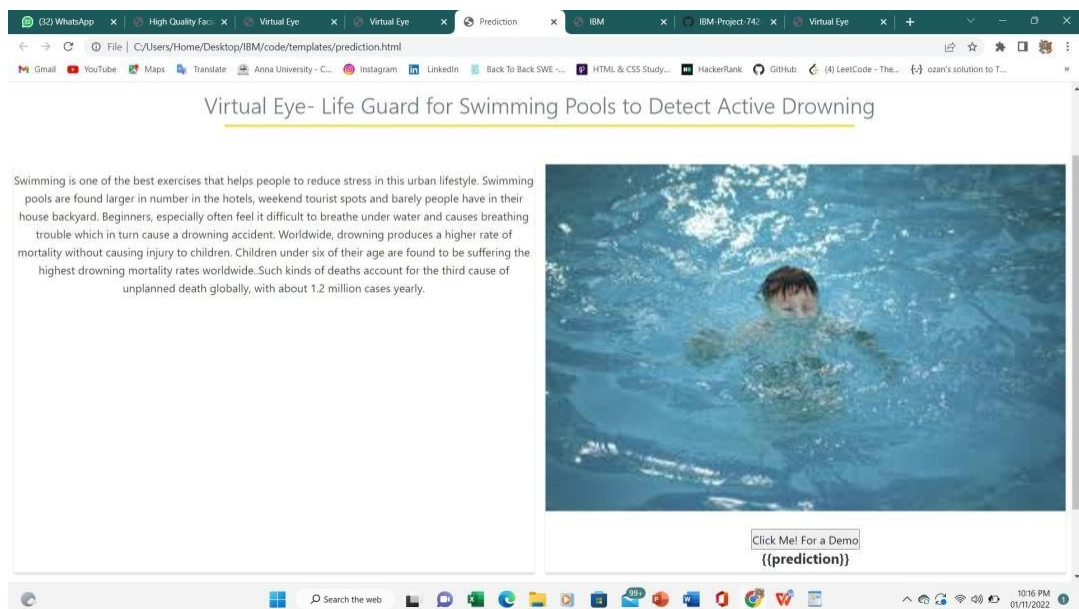 (32) WhatsApp
High Quality Faci
Virtual Eye
Virtual Eye
Prediction
IBM
IBM-Project-742
Virtual Eye
File | C:/Users/Home/Desktop/IBM/code/templates/prediction.html
Gmail
YouTube
Maps
Translate
Anna University - C...
Instagram
LinkedIn
Back To Back SWE -...
HTML & CSS Study...
HackerRank
GitHub
(4) LeetCode - The...
ozan's solution to T...
Virtual Eye- Life Guard for Swimming Pools to Detect Active Drowning
Swimming is one of the best exercises that helps people to reduce stress in this urban lifestyle. Swimming
pools are found larger in number in the hotels, weekend tourist spots and barely people have in their
house backyard. Beginners, especially often feel it difficult to breathe under water and causes breathing
trouble which in turn cause a drowning accident. Worldwide, drowning produces a higher rate of
mortality without causing injury to children. Children under six of their age are found to be suffering the
highest drowning mortality rates worldwide..Such kinds of deaths account for the third cause of
unplanned death globally, with about 1.2 million cases yearly.
Click Me! For a Demo
{{prediction}}
Search the web
99+
10:16 PM
01/11/2022
1